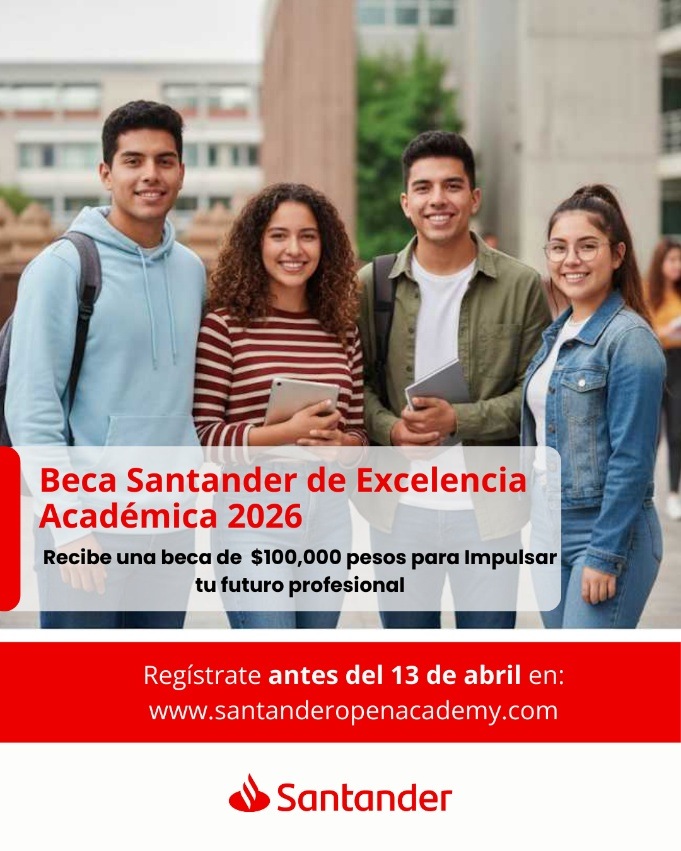 Beca Santander de Excelencia
Académica 2026
Recibe una beca de $100,000 pesos para Impulsar
tu futuro profesional
Regístrate antes del 13 de abril en:
www.santanderopenacademy.com
Santander